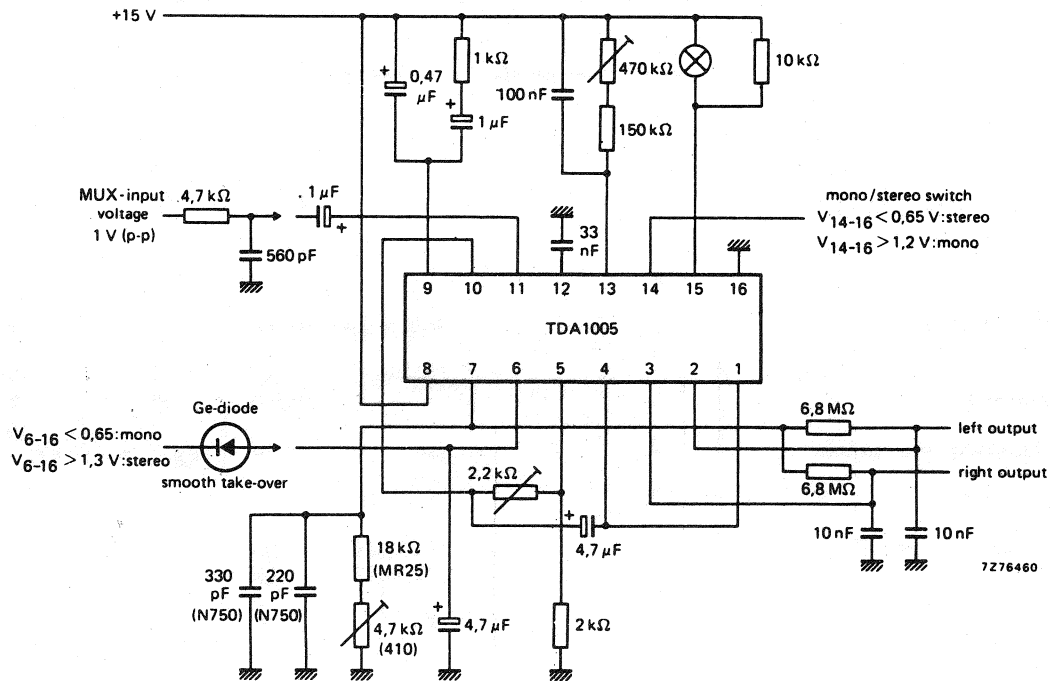 +15 V
+
0,47
µF
1 kΩ
+
1 µF
100 nF
470 kΩ
150 kΩ
10 kΩ
MUX-input
voltage
1 V (p-p)
4,7 kΩ
560 pF
.1 µF
+
33
nF
mono/stereo switch
V14-16 < 0,65 V: stereo
V14-16 > 1,2 V: mono
9 10 11 12 13 14 15 16
TDA1005
8 7 6 5 4 3 2 1
Ge-diode
V6-16 < 0,65: mono
V6-16 > 1,3 V: stereo
smooth take-over
6,8 MΩ
left output
right output
6,8 MΩ
2,2 kΩ
+
4,7 µF
10 nF
10 nF
7Z76460
330
pF
(N750)
220
pF
(N750)
18 kΩ
(MR25)
4,7 kΩ
(410)
+
4,7 µF
2 kΩ